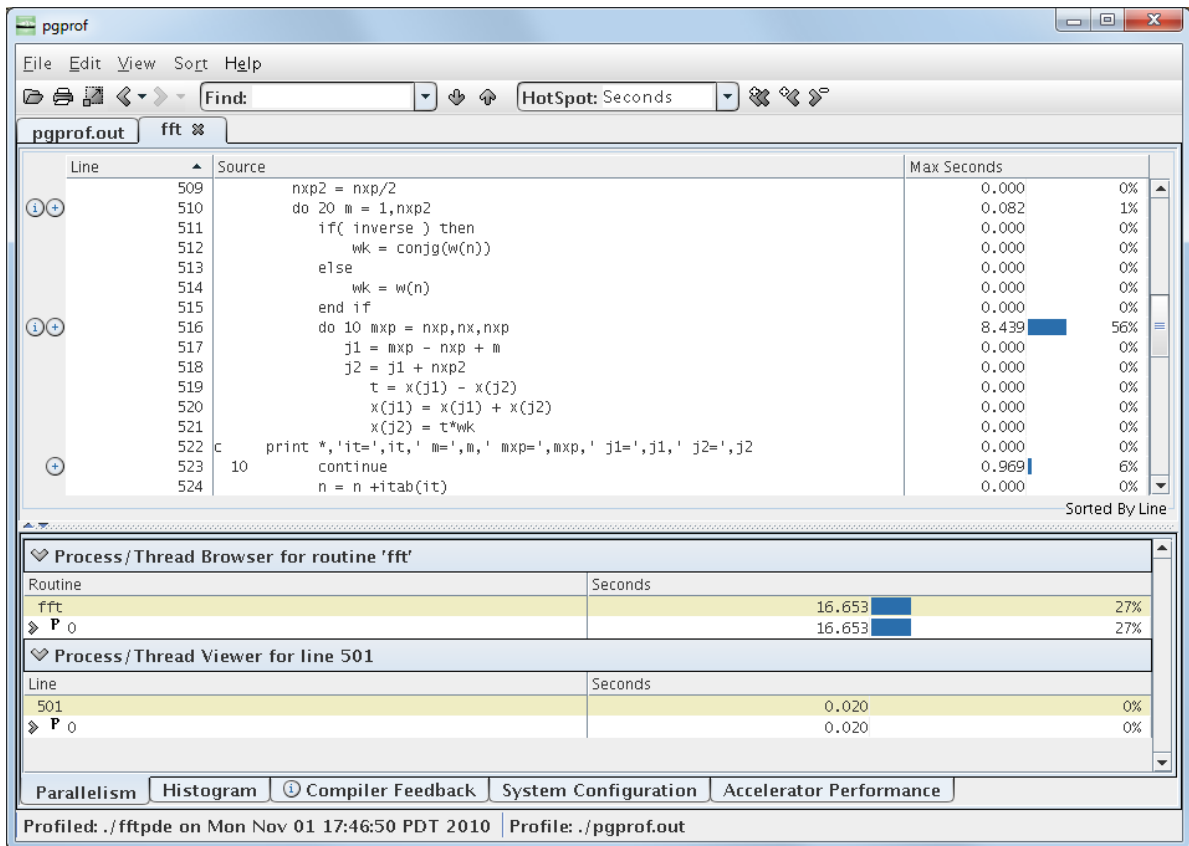 pgprof
File Edit View Sort Help
Find: HotSpot: Seconds
pgprof.out fft
Line Source Max Seconds
509 nxp2 = nxp/2 0.000 0%
510 do 20 m = 1,nxp2 0.082 1%
511 if( inverse ) then 0.000 0%
512 wk = conjg(w(n)) 0.000 0%
513 else 0.000 0%
514 wk = w(n) 0.000 0%
515 end if 0.000 0%
516 do 10 mxp = nxp,nx,nxp 8.439 56%
517 j1 = mxp - nxp + m 0.000 0%
518 j2 = j1 + nxp2 0.000 0%
519 t = x(j1) - x(j2) 0.000 0%
520 x(j1) = x(j1) + x(j2) 0.000 0%
521 x(j2) = t*wk 0.000 0%
522 c print *,'it=',it,' m=',m,' mxp=',mxp,' j1=',j1,' j2=',j2 0.000 0%
523 10 continue 0.969 6%
524 n = n +itab(it) 0.000 0%
Sorted By Line
Process/Thread Browser for routine 'fft'
Routine Seconds
fft 16.653 27%
P 0 16.653 27%
Process/Thread Viewer for line 501
Line Seconds
501 0.020 0%
P 0 0.020 0%
Parallelism Histogram Compiler Feedback System Configuration Accelerator Performance
Profiled: ./fftpde on Mon Nov 01 17:46:50 PDT 2010 Profile: ./pgprof.out